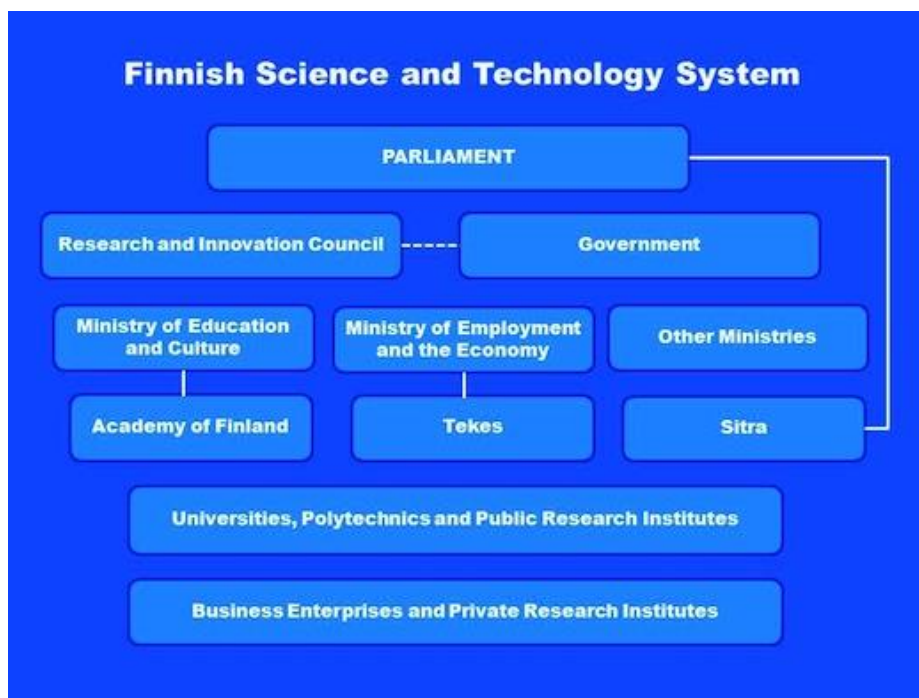 Finnish Science and Technology System
PARLIAMENT
Research and Innovation Council
Government
Ministry of Education
and Culture
Ministry of Employment
and the Economy
Other Ministries
Academy of Finland
Tekes
Sitra
Universities, Polytechnics and Public Research Institutes
Business Enterprises and Private Research Institutes